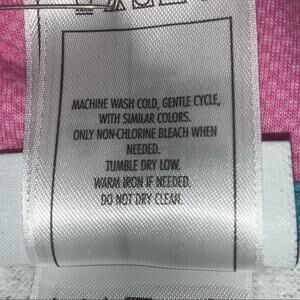 MACHINE WASH COLD, GENTLE CYCLE,
WITH SIMILAR COLORS.
ONLY NON-CHLORINE BLEACH WHEN
NEEDED.
TUMBLE DRY LOW.
WARM IRON IF NEEDED.
DO NOT DRY CLEAN.